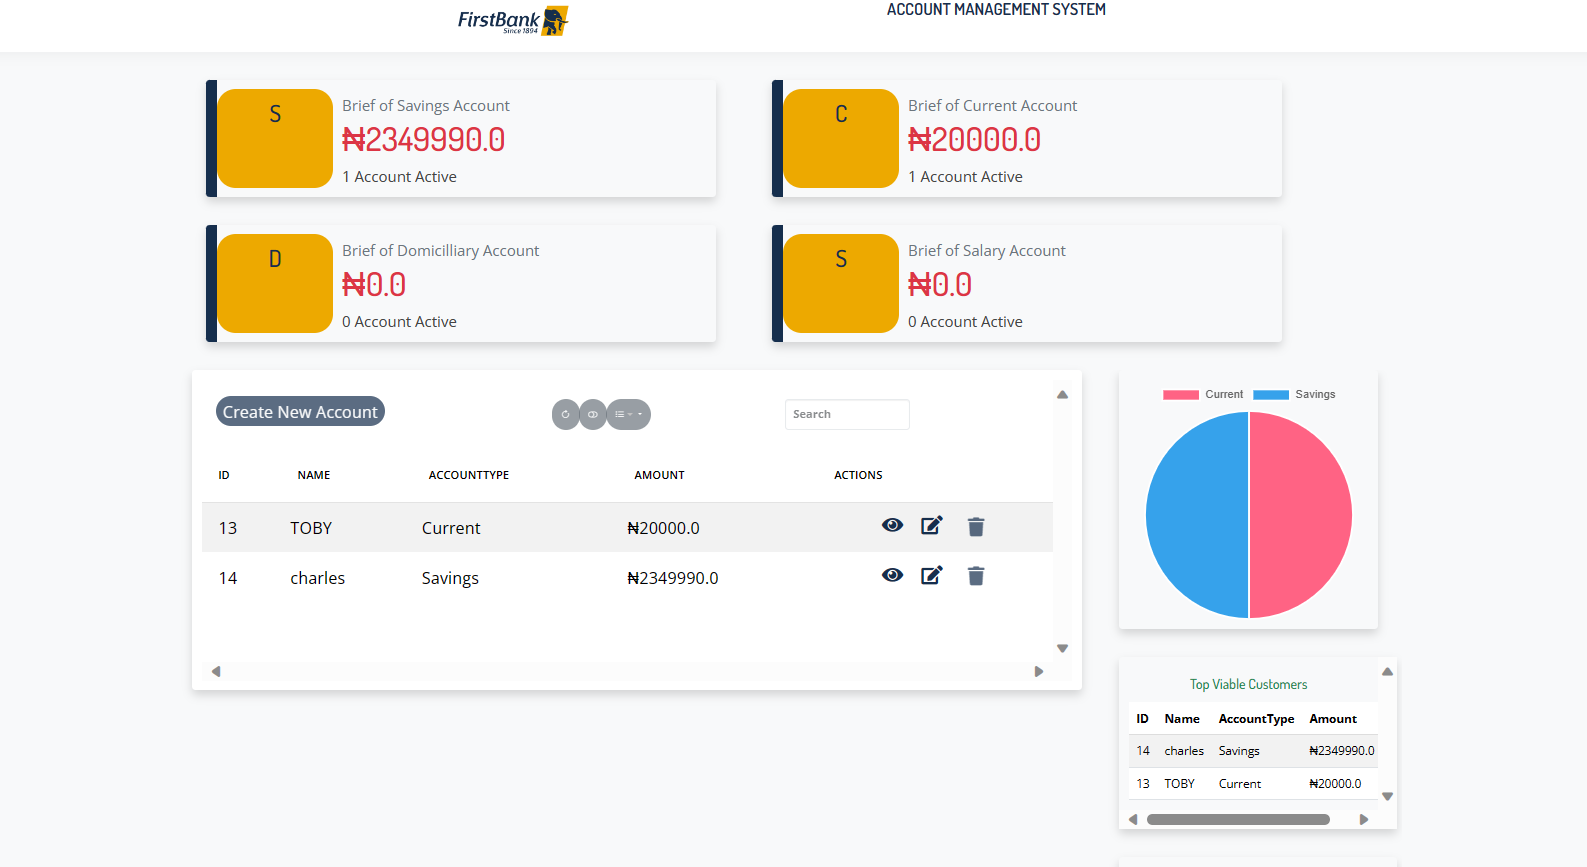 FirstBank
Since 1894
ACCOUNT MANAGEMENT SYSTEM
S
Brief of Savings Account
₦2349990.0
1 Account Active
C
Brief of Current Account
₦20000.0
1 Account Active
D
Brief of Domicilliary Account
₦0.0
0 Account Active
S
Brief of Salary Account
₦0.0
0 Account Active
Create New Account
Search
ID NAME ACCOUNTTYPE AMOUNT ACTIONS
13 TOBY Current ₦20000.0
14 charles Savings ₦2349990.0
Current Savings
Top Viable Customers
ID Name AccountType Amount
14 charles Savings ₦2349990.0
13 TOBY Current ₦20000.0